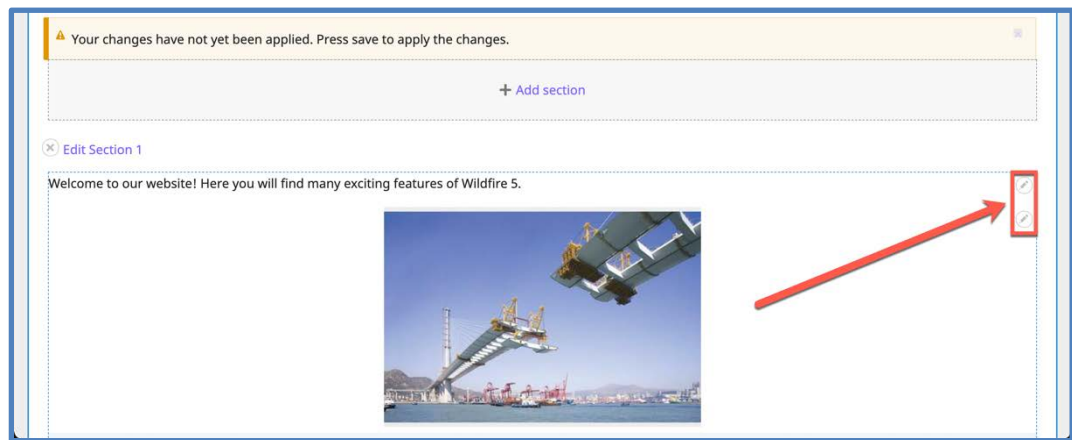 Your changes have not yet been applied. Press save to apply the changes.
Add section
Edit Section 1
Welcome to our website! Here you will find many exciting features of Wildfire 5.